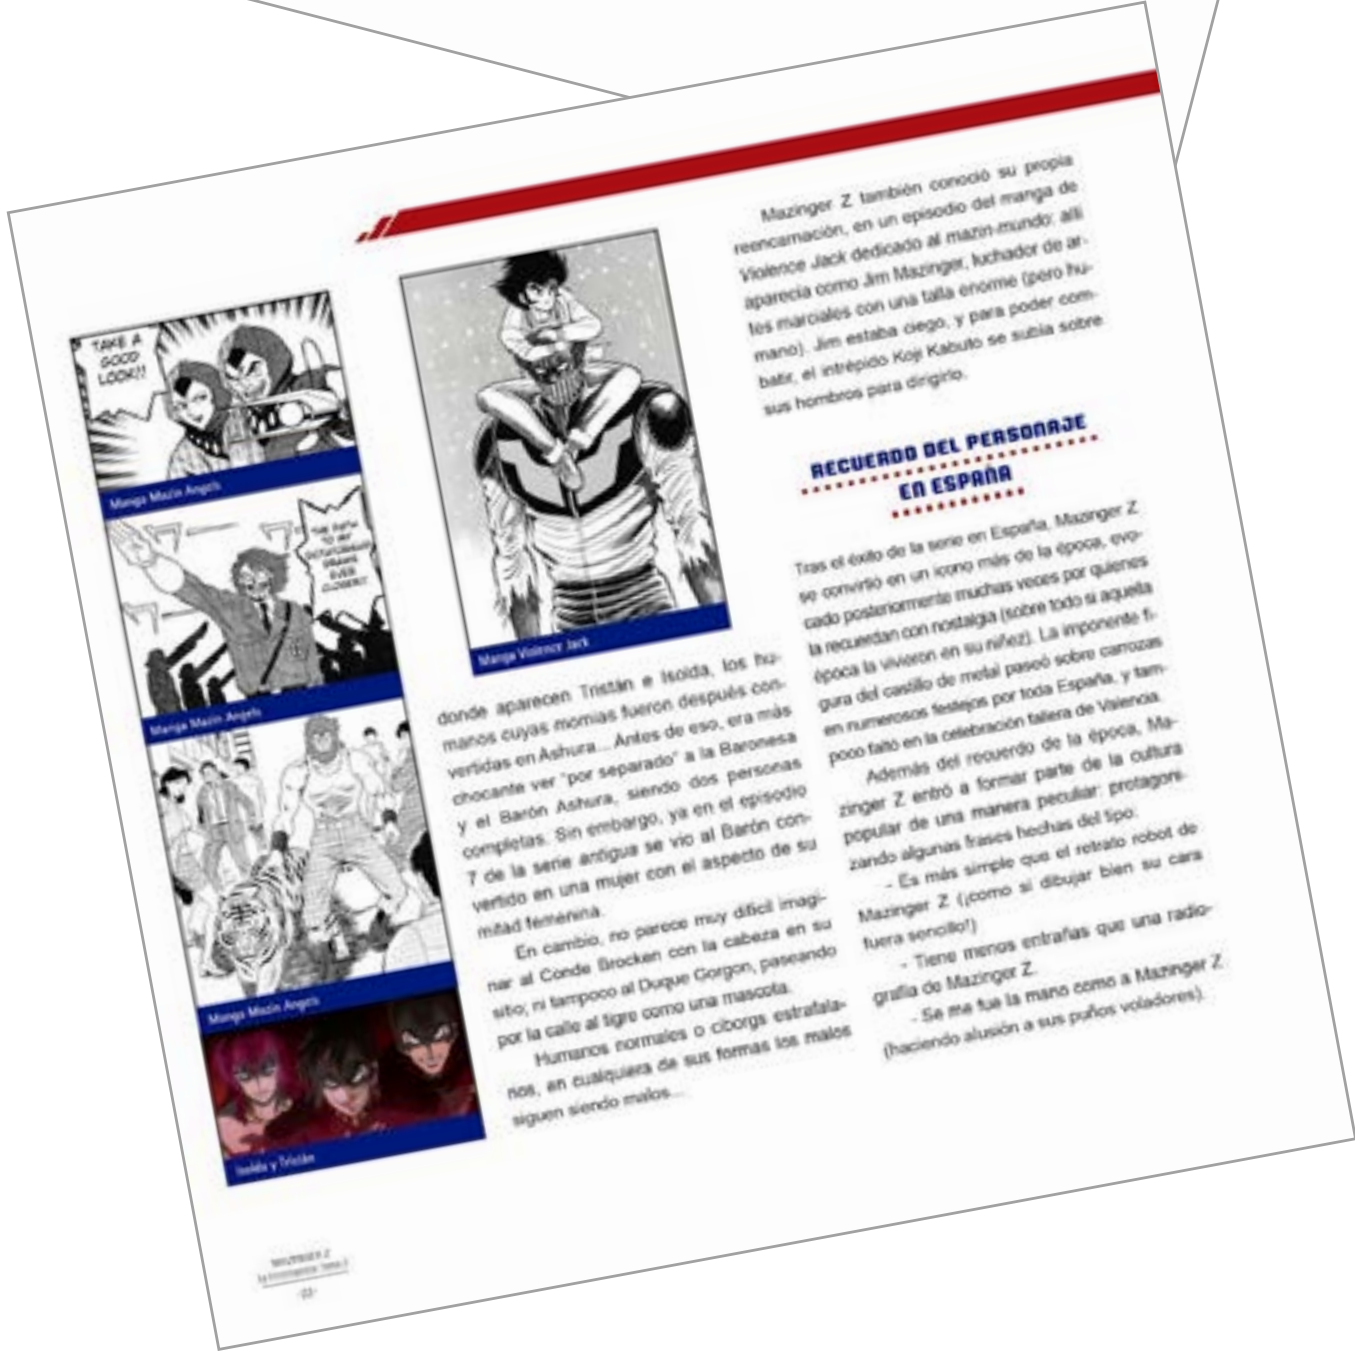 TAKE A
GOOD
LOOK!!
Manga Mazin Angels
THE PATH
TO MY
DICTATORSHIP
DRAWS
EVER
CLOSER!!
Manga Mazin Angels
Manga Mazin Angels
Isolda y Tristán
Manga Violence Jack
donde aparecen Tristán e Isolda, los hu-
manos cuyas momias fueron después con-
vertidas en Ashura... Antes de eso, era más
chocante ver "por separado" a la Baronesa
y el Barón Ashura, siendo dos personas
completas. Sin embargo, ya en el episodio
7 de la serie antigua se vio al Barón con-
vertido en una mujer con el aspecto de su
mitad femenina.
En cambio, no parece muy difícil imagi-
nar al Conde Brocken con la cabeza en su
sitio; ni tampoco al Duque Gorgon, paseando
por la calle al tigre como una mascota.
Humanos normales o ciborgs estrafala-
rios, en cualquiera de sus formas los malos
siguen siendo malos...
Mazinger Z también conoció su propia
reencarnación, en un episodio del manga de
Violence Jack dedicado al mazin-mundo: allí
aparecía como Jim Mazinger, luchador de ar-
tes marciales con una talla enorme (pero hu-
mano). Jim estaba ciego, y para poder com-
batir, el intrépido Koji Kabuto se subía sobre
sus hombros para dirigirlo.
RECUERDO DEL PERSONAJE
EN ESPAÑA
Tras el éxito de la serie en España, Mazinger Z
se convirtió en un icono más de la época, evo-
cado posteriormente muchas veces por quienes
la recuerdan con nostalgia (sobre todo si aquella
época la vivieron en su niñez). La imponente fi-
gura del castillo de metal paseó sobre carrozas
en numerosos festejos por toda España, y tam-
poco faltó en la celebración fallera de Valencia.
Además del recuerdo de la época, Ma-
zinger Z entró a formar parte de la cultura
popular de una manera peculiar: protagoni-
zando algunas frases hechas del tipo:
- Es más simple que el retrato robot de
Mazinger Z (¡como si dibujar bien su cara
fuera sencillo!)
- Tiene menos entrañas que una radio-
grafía de Mazinger Z.
- Se me fue la mano como a Mazinger Z
(haciendo alusión a sus puños voladores).
MAZINGER Z